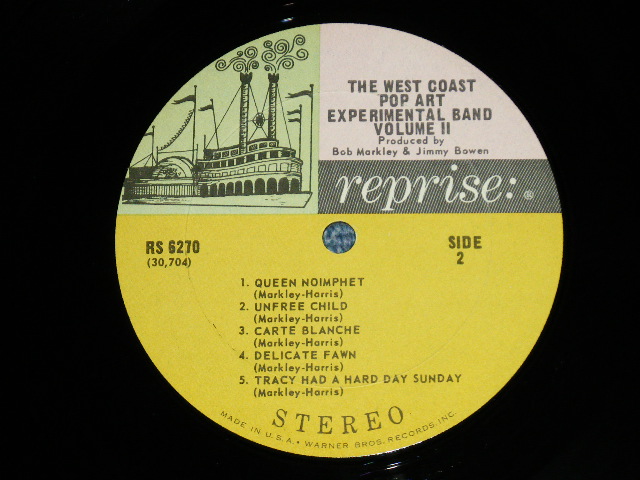 THE WEST COAST
POP ART
EXPERIMENTAL BAND
VOLUME II
Produced by
Bob Markley & Jimmy Bowen
reprise: ®
RS 6270
(30,704)
SIDE
2
1. QUEEN NOIMPHET
(Markley-Harris)
2. UNFREE CHILD
(Markley-Harris)
3. CARTE BLANCHE
(Markley-Harris)
4. DELICATE FAWN
(Markley-Harris)
5. TRACY HAD A HARD DAY SUNDAY
(Markley-Harris)
STEREO
MADE IN U.S.A. • WARNER BROS. RECORDS, INC.